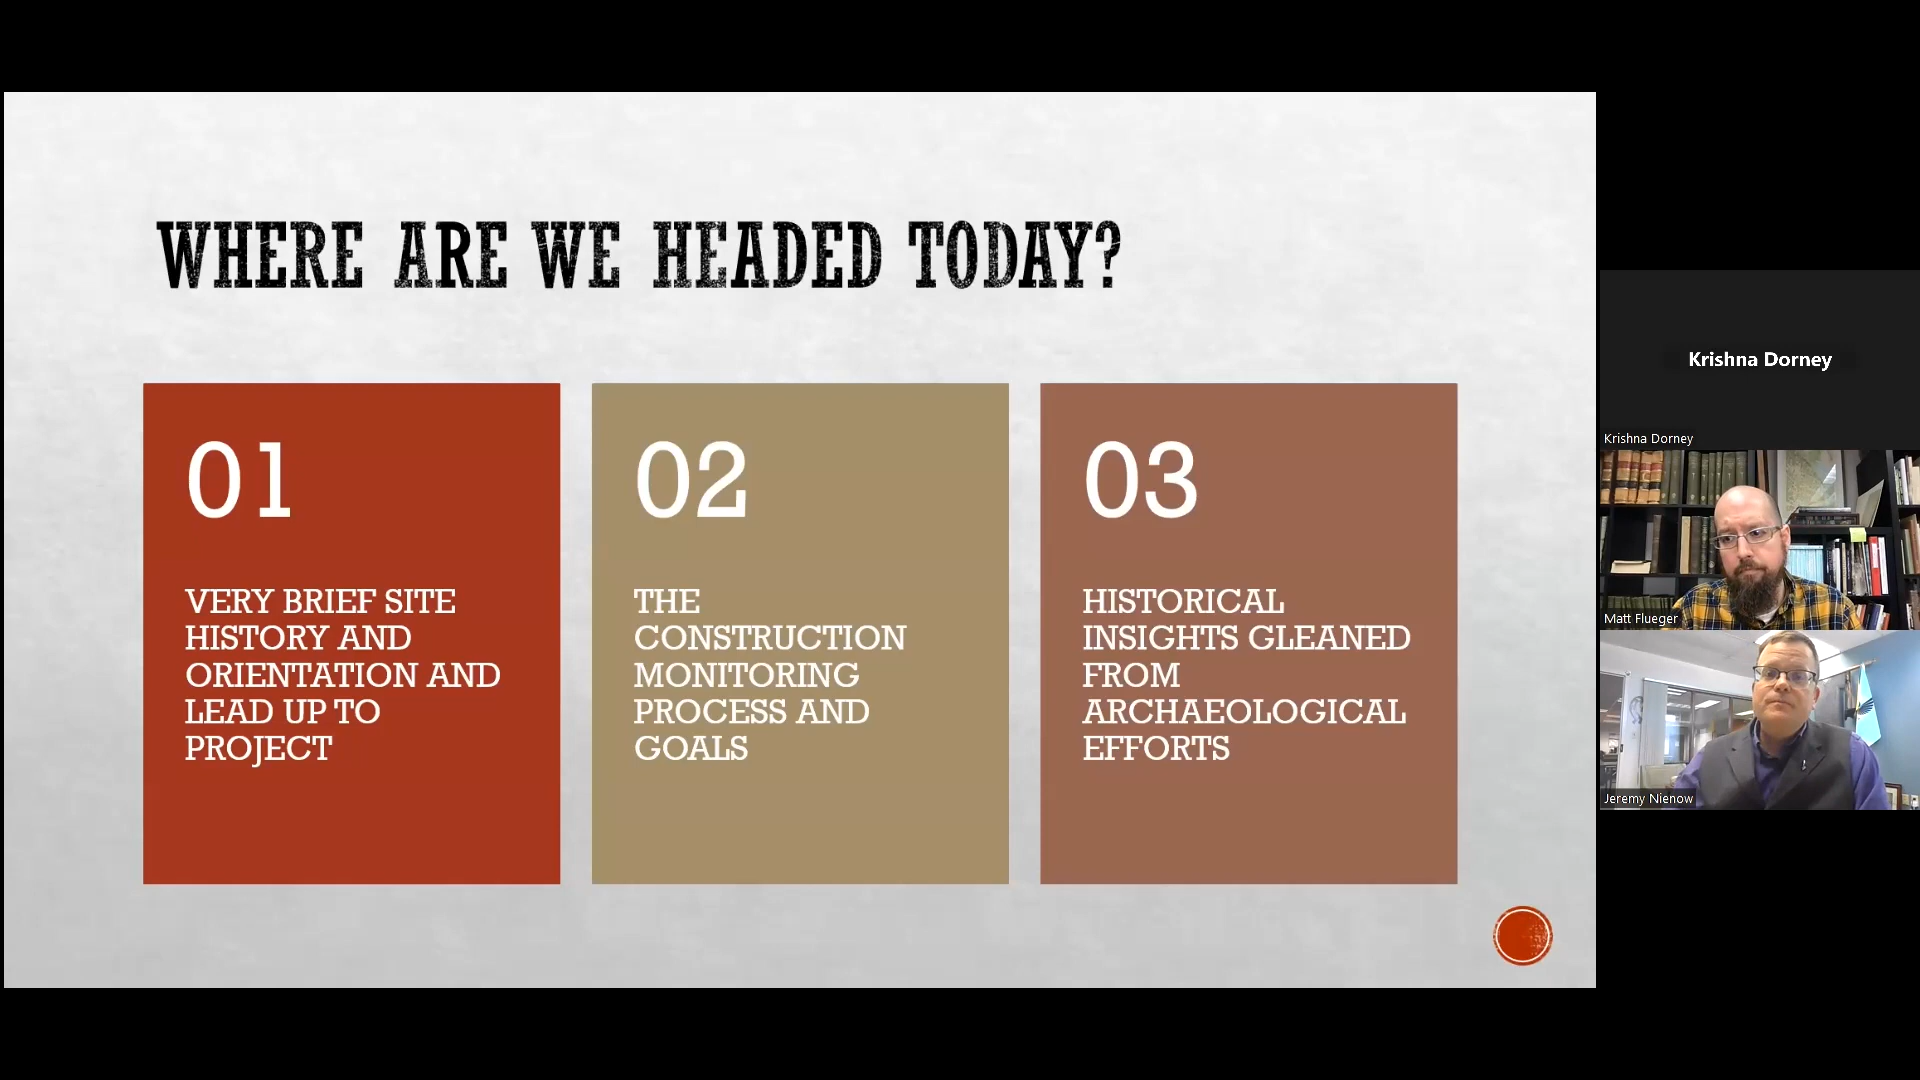 WHERE ARE WE HEADED TODAY?
01
VERY BRIEF SITE
HISTORY AND
ORIENTATION AND
LEAD UP TO
PROJECT
02
THE
CONSTRUCTION
MONITORING
PROCESS AND
GOALS
03
HISTORICAL
INSIGHTS GLEANED
FROM
ARCHAEOLOGICAL
EFFORTS
Krishna Dorney
Krishna Dorney
Matt Flueger
Jeremy Nienow